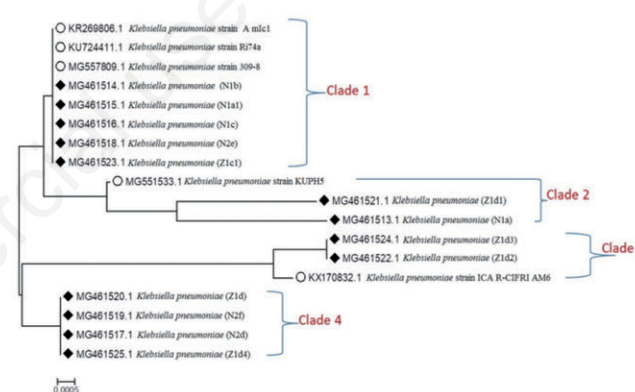 KR269806.1 Klebsiella pneumoniae strain A mlc1
KU724411.1 Klebsiella pneumoniae strain Ri74a
MG557809.1 Klebsiella pneumoniae strain 309-8
MG461514.1 Klebsiella pneumoniae (N1b)
MG461515.1 Klebsiella pneumoniae (N1a1)
Clade 1
MG461516.1 Klebsiella pneumoniae (N1c)
MG461518.1 Klebsiella pneumoniae (N2e)
MG461523.1 Klebsiella pneumoniae (Z1c1)
MG551533.1 Klebsiella pneumoniae strain KUPH5
Clade 2
MG461521.1 Klebsiella pneumoniae (Z1d1)
MG461513.1 Klebsiella pneumoniae (N1a)
MG461524.1 Klebsiella pneumoniae (Z1d3)
Clade
MG461522.1 Klebsiella pneumoniae (Z1d2)
KX170832.1 Klebsiella pneumoniae strain ICA R-CIFRI AM6
MG461520.1 Klebsiella pneumoniae (Z1d)
MG461519.1 Klebsiella pneumoniae (N2f)
Clade 4
MG461517.1 Klebsiella pneumoniae (N2d)
MG461525.1 Klebsiella pneumoniae (Z1d4)
0.0005